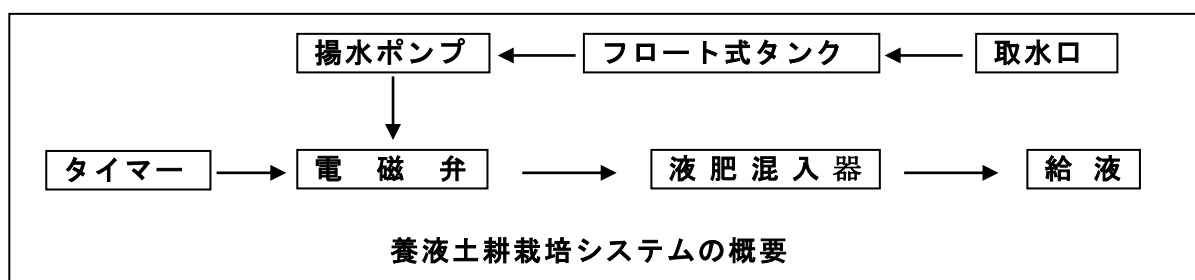 揚水ポンプ フロート式タンク 取水口
タイマー 電磁弁 液肥混入器 給液
養液土耕栽培システムの概要